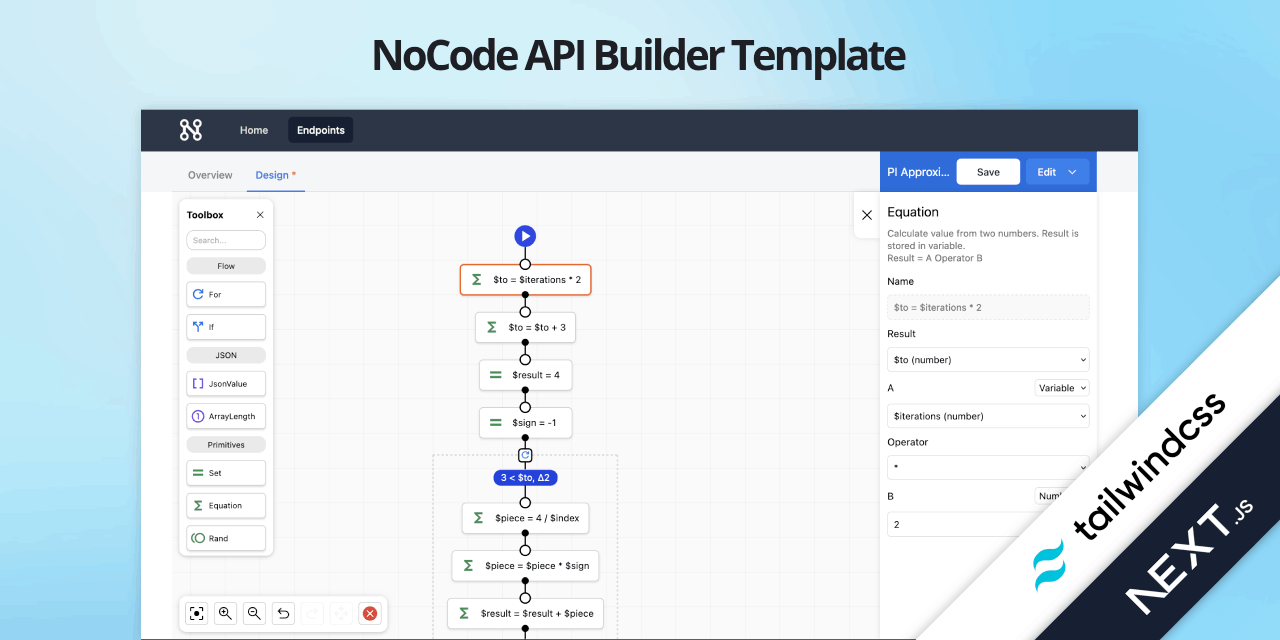 NoCode API Builder Template
Home
Endpoints
Overview
Design *
PI Approxi...
Save
Edit
Toolbox
Search...
Flow
For
If
JSON
JsonValue
ArrayLength
Primitives
Set
Equation
Rand
$to = $iterations * 2
$to = $to + 3
$result = 4
$sign = -1
3 < $to, Δ2
$piece = 4 / $index
$piece = $piece * $sign
$result = $result + $piece
Equation
Calculate value from two numbers. Result is
stored in variable.
Result = A Operator B
Name
$to = $iterations * 2
Result
$to (number)
A
Variable
$iterations (number)
Operator
*
B
2
tailwindcss
NEXT.JS